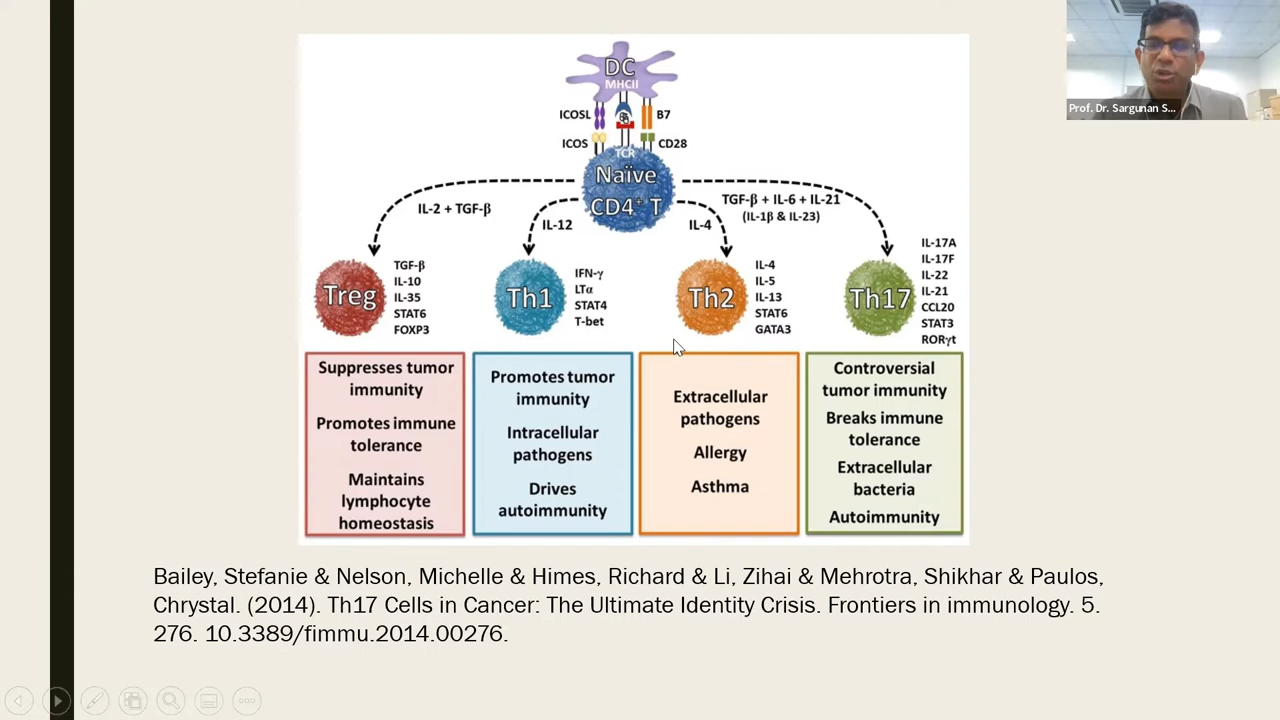 DC
MHCII
ICOSL
B7
ICOS
CD28
TCR
Naïve
CD4⁺ T
IL-2 + TGF-β
IL-12
IL-4
TGF-β + IL-6 + IL-21
(IL-1β & IL-23)
Treg
TGF-β
IL-10
IL-35
STAT6
FOXP3
Th1
IFN-γ
LTα
STAT4
T-bet
Th2
IL-4
IL-5
IL-13
STAT6
GATA3
Th17
IL-17A
IL-17F
IL-22
IL-21
CCL20
STAT3
RORγt
Suppresses tumor
immunity
Promotes immune
tolerance
Maintains
lymphocyte
homeostasis
Promotes tumor
immunity
Intracellular
pathogens
Drives
autoimmunity
Extracellular
pathogens
Allergy
Asthma
Controversial
tumor immunity
Breaks immune
tolerance
Extracellular
bacteria
Autoimmunity
Bailey, Stefanie & Nelson, Michelle & Himes, Richard & Li, Zihai & Mehrotra, Shikhar & Paulos,
Chrystal. (2014). Th17 Cells in Cancer: The Ultimate Identity Crisis. Frontiers in immunology. 5.
276. 10.3389/fimmu.2014.00276.
Prof. Dr. Sargunan S...